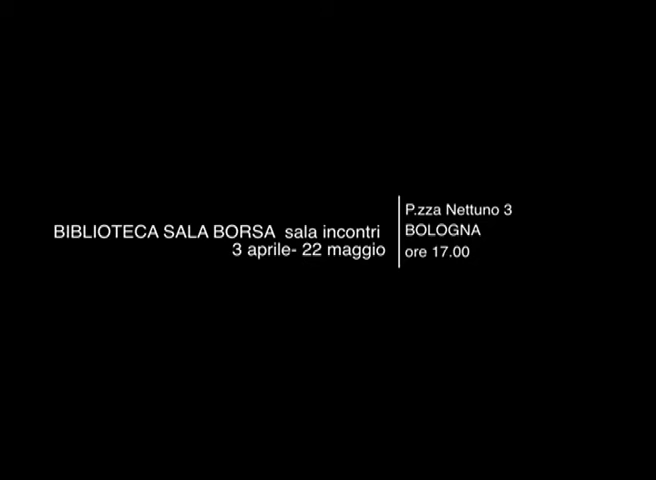 BIBLIOTECA SALA BORSA sala incontri
3 aprile- 22 maggio
P.zza Nettuno 3
BOLOGNA
ore 17.00